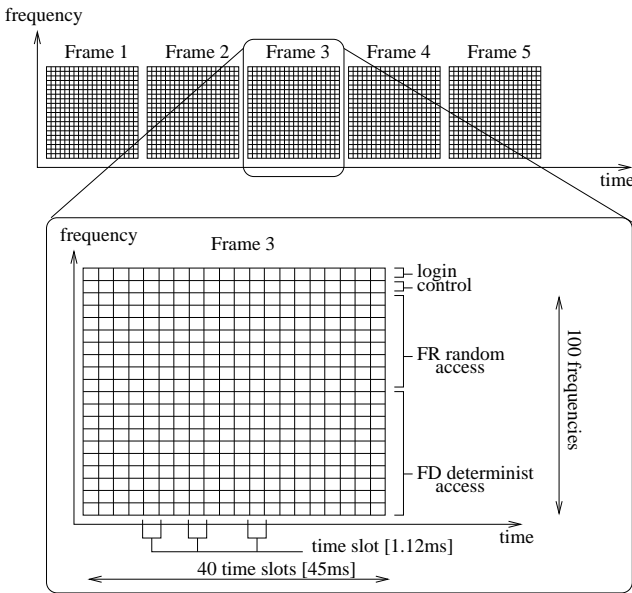 frequency
Frame 1
Frame 2
Frame 3
Frame 4
Frame 5
time
frequency
Frame 3
login
control
FR random
access
100 frequencies
FD determinist
access
time
time slot [1.12ms]
40 time slots [45ms]